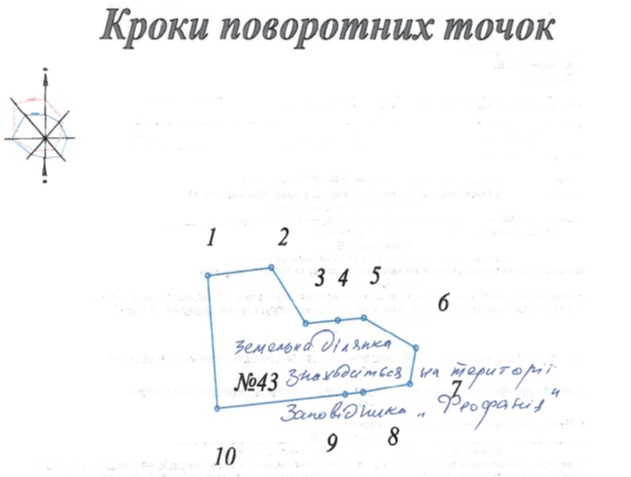 Кроки поворотних точок
1 2
3 4 5
6
Земельна ділянка
№43 знаходиться на території
7
Заповідника „Феофанія"
9 8
10